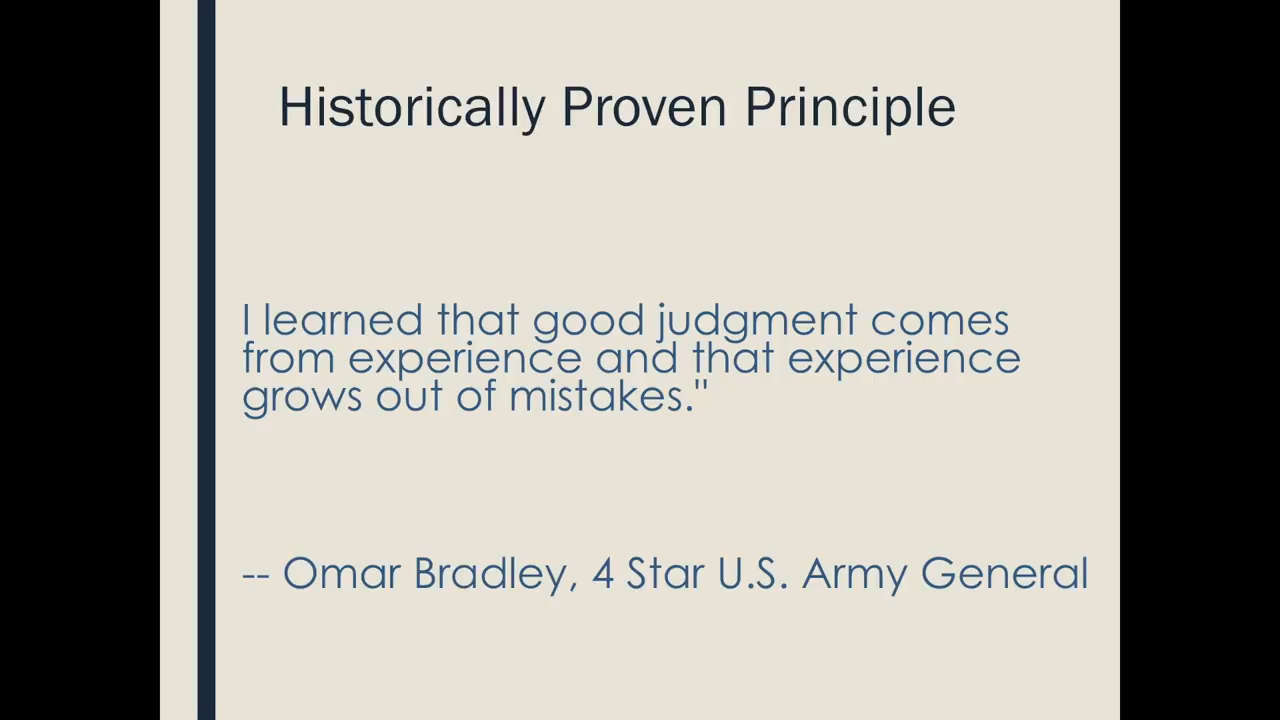 Historically Proven Principle
I learned that good judgment comes
from experience and that experience
grows out of mistakes."
-- Omar Bradley, 4 Star U.S. Army General